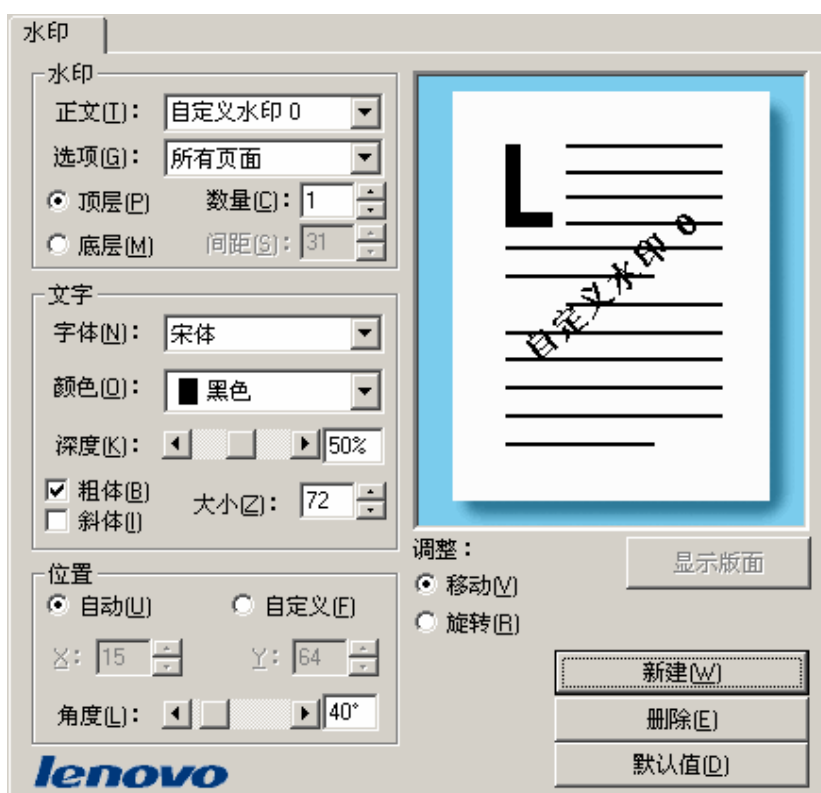 水印
水印
正文(T)： 自定义水印 0
选项(G)： 所有页面
顶层(P) 数量(C)： 1
底层(M) 间距(S)： 31
文字
字体(N)： 宋体
颜色(O)： 黑色
深度(K)： 50%
粗体(B)
斜体(I)
大小(Z)： 72
位置
自动(U) 自定义(F)
X： 15 Y： 64
角度(L)： 40°
lenovo
L
自定义水印 0
调整：
移动(V)
旋转(R)
显示版面
新建(W)
删除(E)
默认值(D)